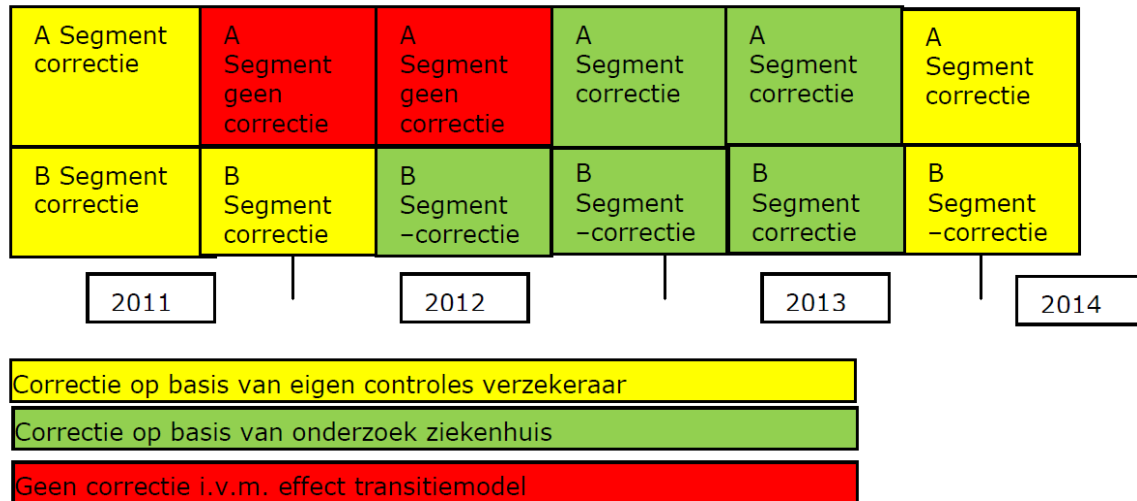 A Segment
correctie
A
Segment
geen
correctie
A
Segment
geen
correctie
A
Segment
correctie
A
Segment
correctie
A
Segment
correctie
B Segment
correctie
B
Segment
correctie
B
Segment
–correctie
B
Segment
–correctie
B
Segment
correctie
B
Segment
–correctie
2011
2012
2013
2014
Correctie op basis van eigen controles verzekeraar
Correctie op basis van onderzoek ziekenhuis
Geen correctie i.v.m. effect transitiemodel